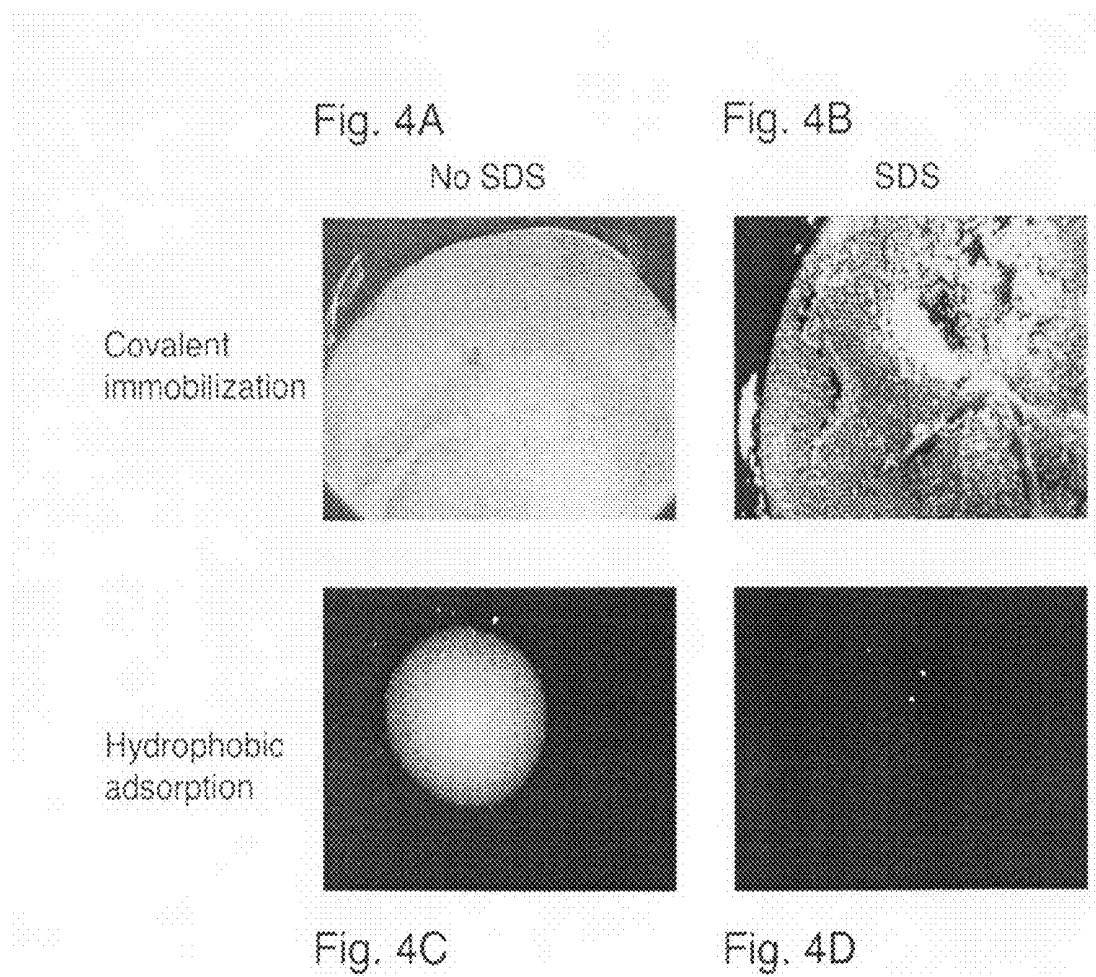 Fig. 4A
Fig. 4B
No SDS
SDS
Covalent
immobilization
Hydrophobic
adsorption
Fig. 4C
Fig. 4D